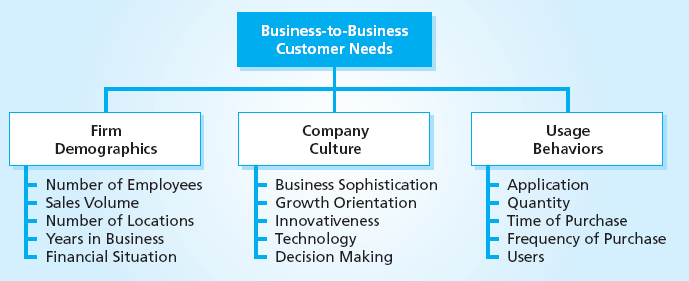 Business-to-Business
Customer Needs
Firm
Demographics
Number of Employees
Sales Volume
Number of Locations
Years in Business
Financial Situation
Company
Culture
Business Sophistication
Growth Orientation
Innovativeness
Technology
Decision Making
Usage
Behaviors
Application
Quantity
Time of Purchase
Frequency of Purchase
Users